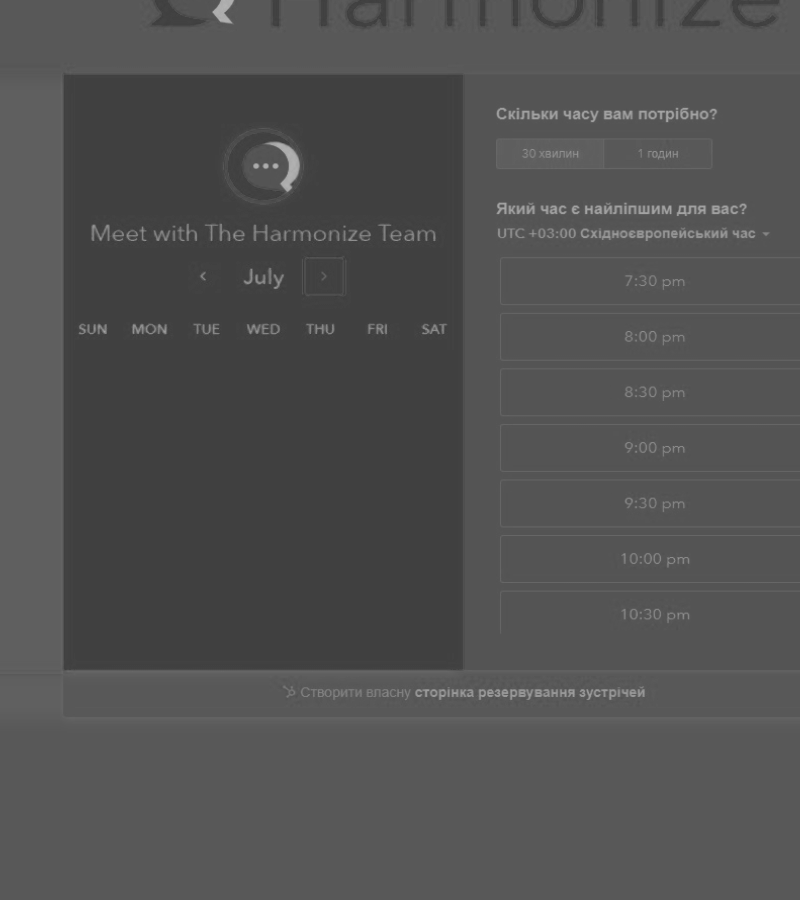 Harmonize
Meet with The Harmonize Team
July
SUN MON TUE WED THU FRI SAT
Скільки часу вам потрібно?
30 хвилин 1 годин
Який час є найліпшим для вас?
UTC +03:00 Східноєвропейський час
7:30 pm
8:00 pm
8:30 pm
9:00 pm
9:30 pm
10:00 pm
10:30 pm
Створити власну сторінка резервування зустрічей